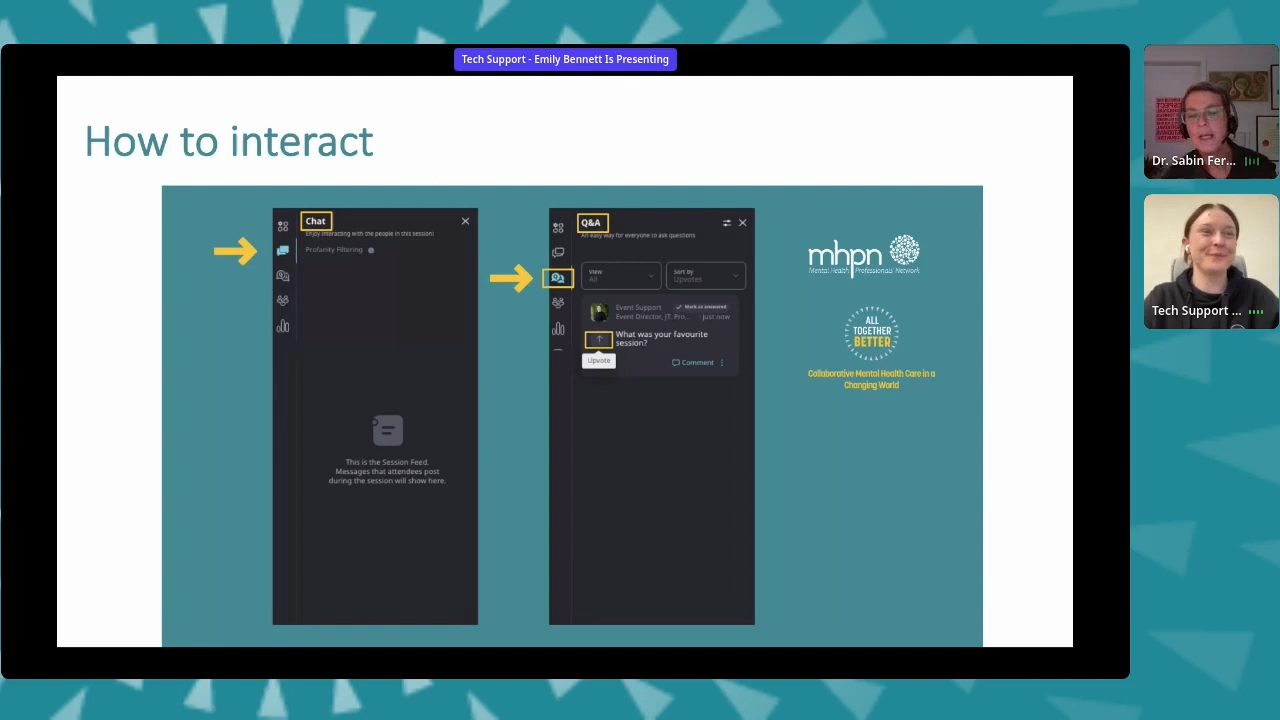 Tech Support - Emily Bennett Is Presenting
How to interact
Chat
Enjoy interacting with the people in this session!
Profanity Filtering
This is the Session Feed.
Messages that attendees post
during the session will show here.
Q&A
An easy way for everyone to ask questions
View
All
Sort by
Upvotes
Event Support
Mark as answered
Event Director, JT. Pro... · just now
What was your favourite
session?
Upvote
Comment
mhpn
Mental Health Professionals' Network
ALL
TOGETHER
BETTER
Collaborative Mental Health Care in a
Changing World
Dr. Sabin Fer...
Tech Support ...